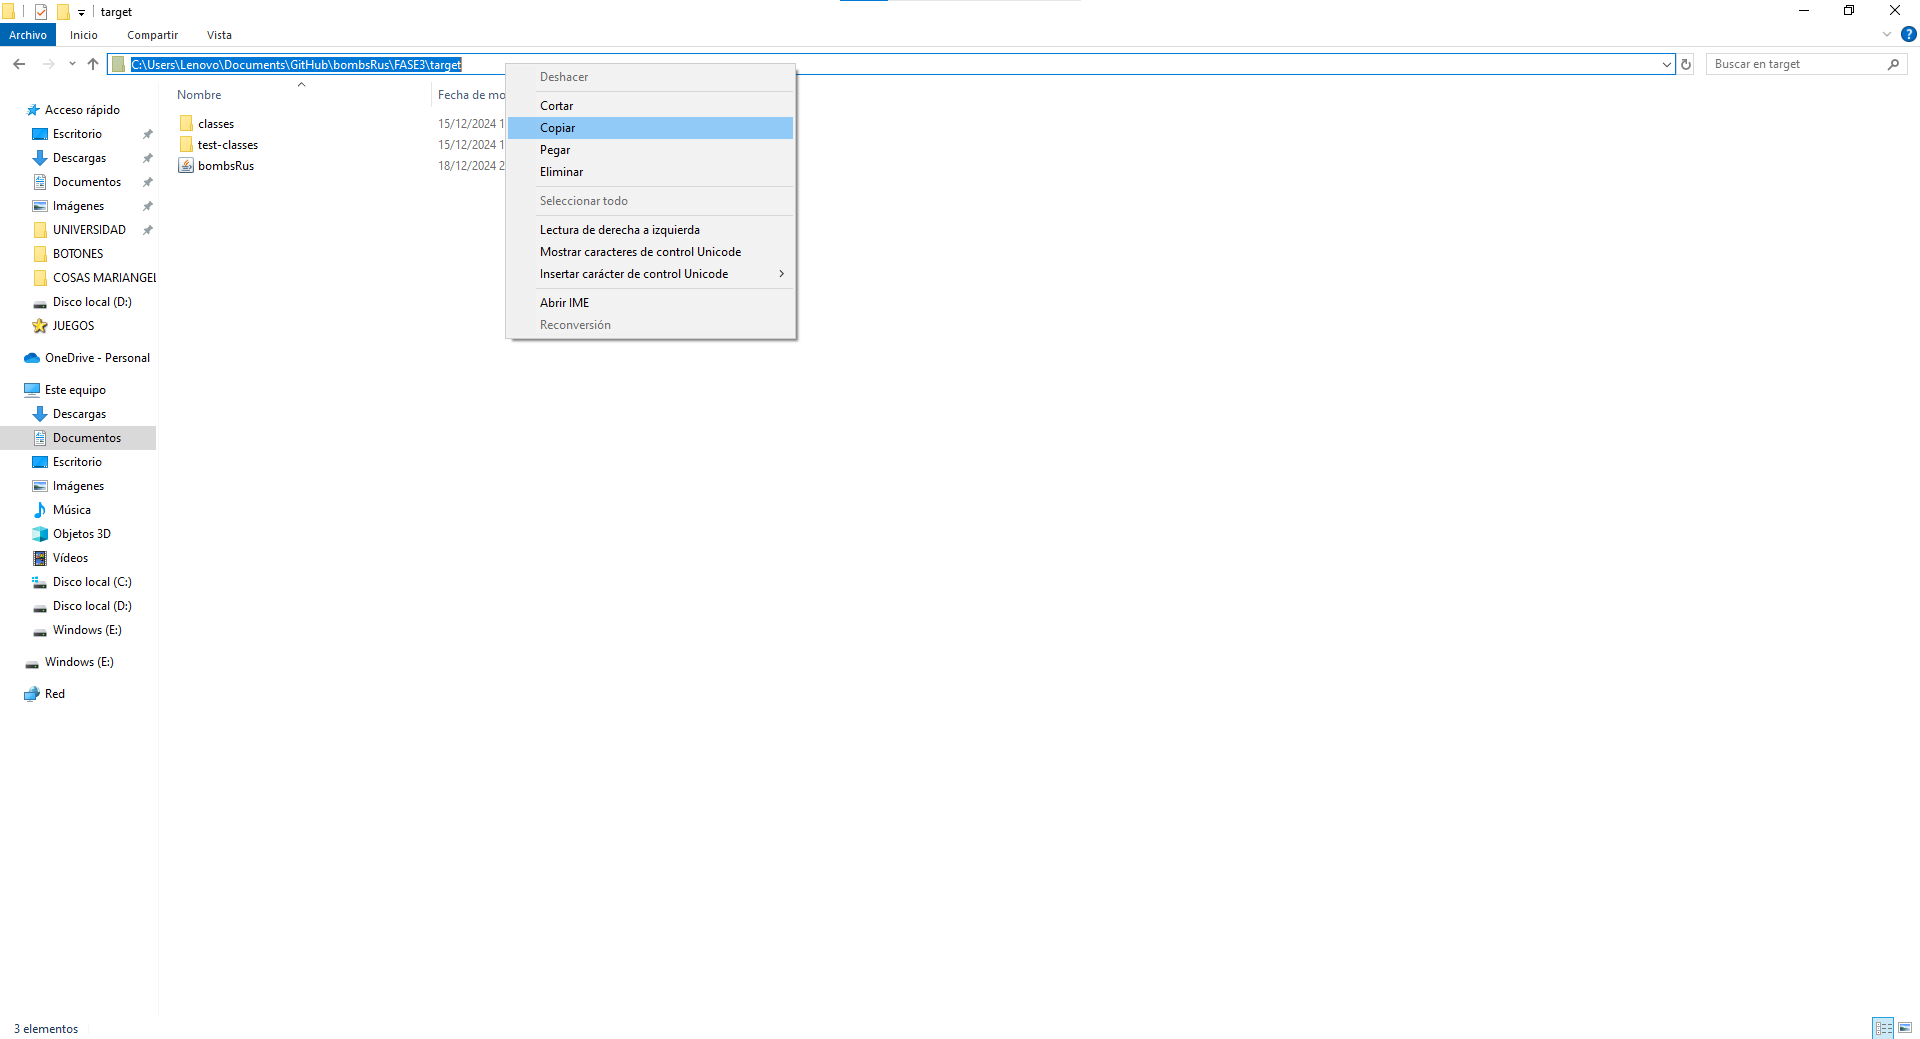 target
Archivo Inicio Compartir Vista
C:\Users\Lenovo\Documents\GitHub\bombsRus\FASE3\target
Buscar en target
Nombre Fecha de mo
classes 15/12/2024 1
test-classes 15/12/2024 1
bombsRus 18/12/2024 2
Deshacer
Cortar
Copiar
Pegar
Eliminar
Seleccionar todo
Lectura de derecha a izquierda
Mostrar caracteres de control Unicode
Insertar carácter de control Unicode
Abrir IME
Reconversión
Acceso rápido
Escritorio
Descargas
Documentos
Imágenes
UNIVERSIDAD
BOTONES
COSAS MARIANGEL
Disco local (D:)
JUEGOS
OneDrive - Personal
Este equipo
Descargas
Documentos
Escritorio
Imágenes
Música
Objetos 3D
Vídeos
Disco local (C:)
Disco local (D:)
Windows (E:)
Windows (E:)
Red
3 elementos